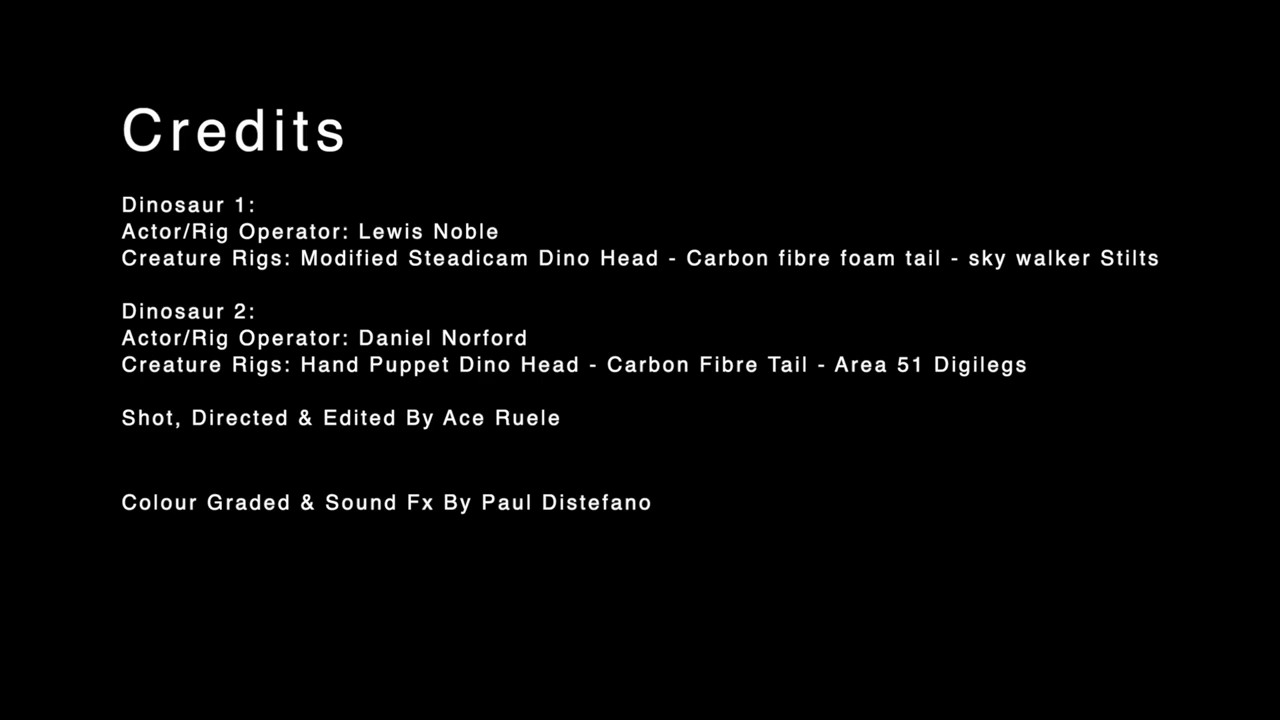 Credits
Dinosaur 1:
Actor/Rig Operator: Lewis Noble
Creature Rigs: Modified Steadicam Dino Head - Carbon fibre foam tail - sky walker Stilts
Dinosaur 2:
Actor/Rig Operator: Daniel Norford
Creature Rigs: Hand Puppet Dino Head - Carbon Fibre Tail - Area 51 Digilegs
Shot, Directed & Edited By Ace Ruele
Colour Graded & Sound Fx By Paul Distefano